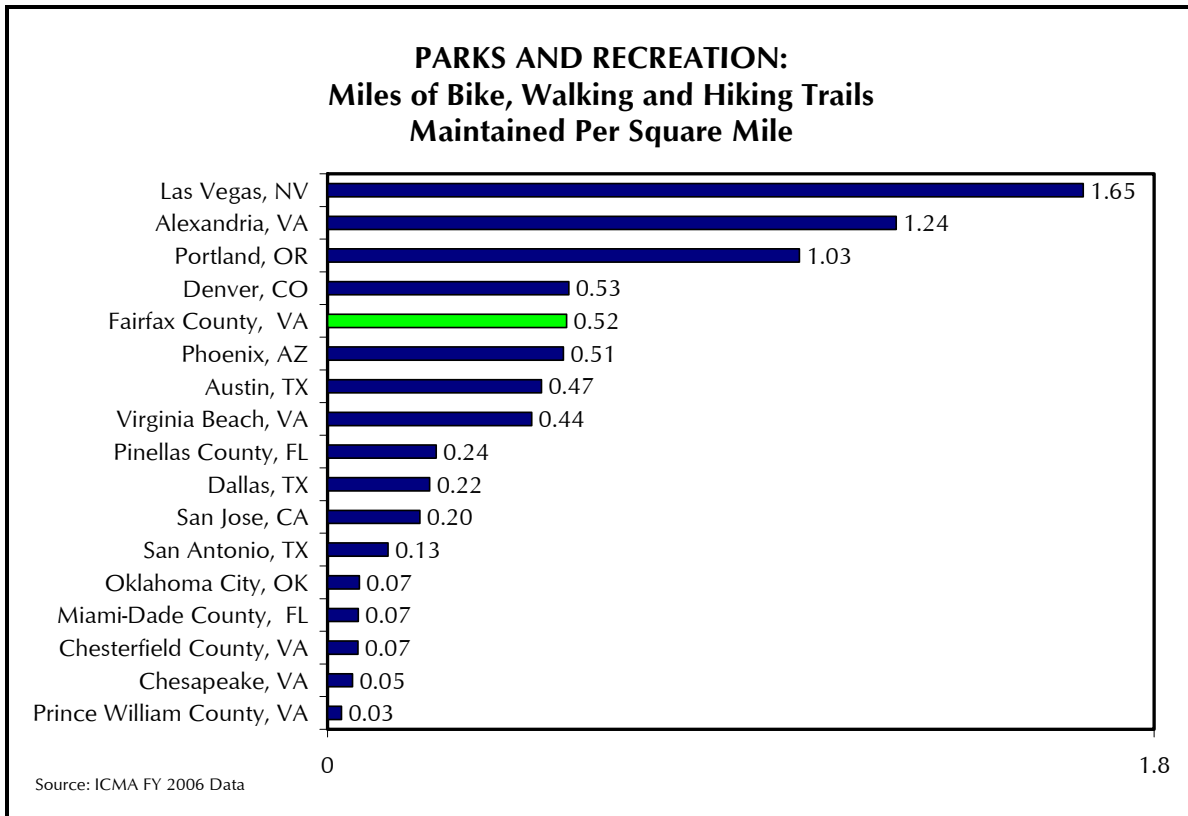 PARKS AND RECREATION:
Miles of Bike, Walking and Hiking Trails
Maintained Per Square Mile
Las Vegas, NV 1.65
Alexandria, VA 1.24
Portland, OR 1.03
Denver, CO 0.53
Fairfax County,  VA 0.52
Phoenix, AZ 0.51
Austin, TX 0.47
Virginia Beach, VA 0.44
Pinellas County, FL 0.24
Dallas, TX 0.22
San Jose, CA 0.20
San Antonio, TX 0.13
Oklahoma City, OK 0.07
Miami-Dade County,  FL 0.07
Chesterfield County, VA 0.07
Chesapeake, VA 0.05
Prince William County, VA 0.03
0 1.8
Source: ICMA FY 2006 Data